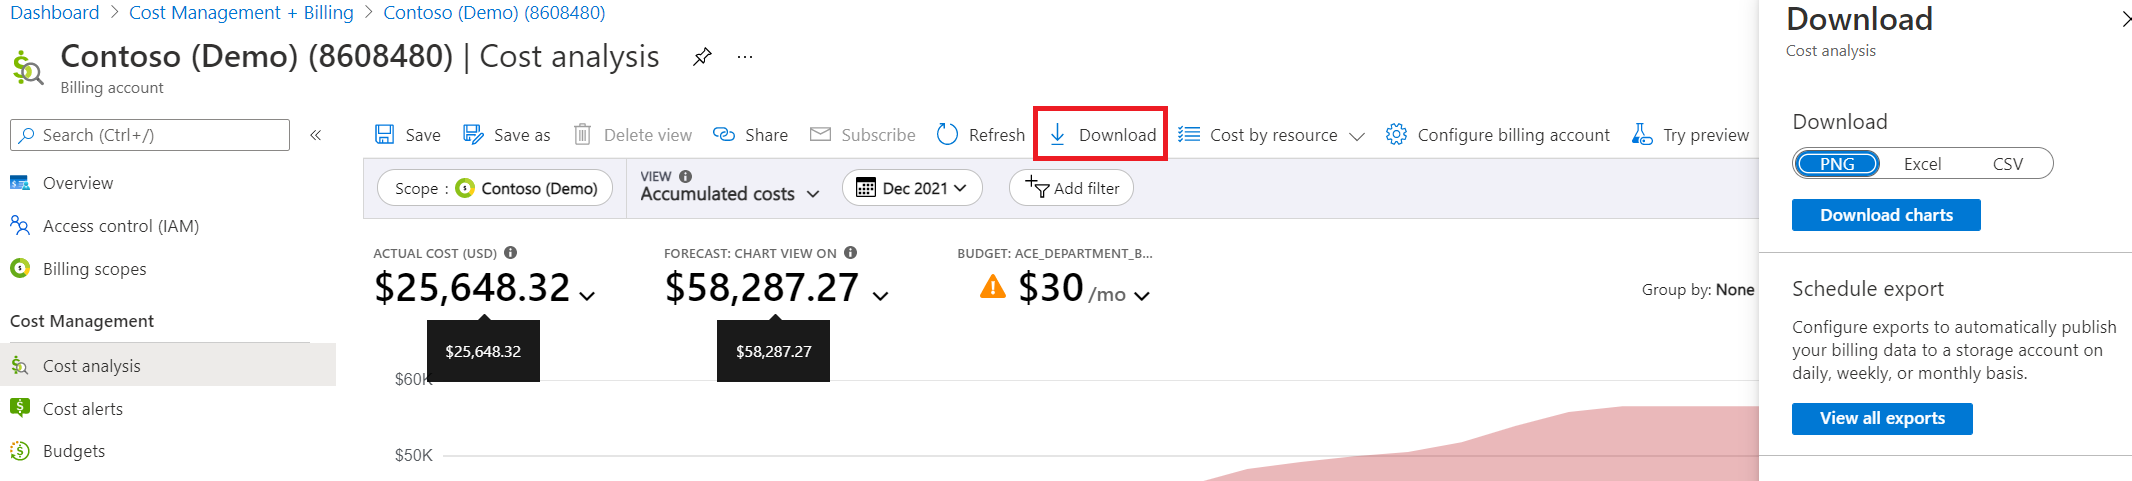 Dashboard > Cost Management + Billing > Contoso (Demo) (8608480)
Contoso (Demo) (8608480) | Cost analysis ...
Billing account
Search (Ctrl+/) «
Overview
Access control (IAM)
Billing scopes
Cost Management
Cost analysis
Cost alerts
Budgets
Save Save as Delete view Share Subscribe Refresh Download Cost by resource Configure billing account Try preview
Scope : Contoso (Demo)
VIEW
Accumulated costs
Dec 2021
Add filter
ACTUAL COST (USD)
$25,648.32
$25,648.32
FORECAST: CHART VIEW ON
$58,287.27
$58,287.27
BUDGET: ACE_DEPARTMENT_B...
$30 /mo
Group by: None
$60K
$50K
Download
Cost analysis
Download
PNG Excel CSV
Download charts
Schedule export
Configure exports to automatically publish
your billing data to a storage account on
daily, weekly, or monthly basis.
View all exports